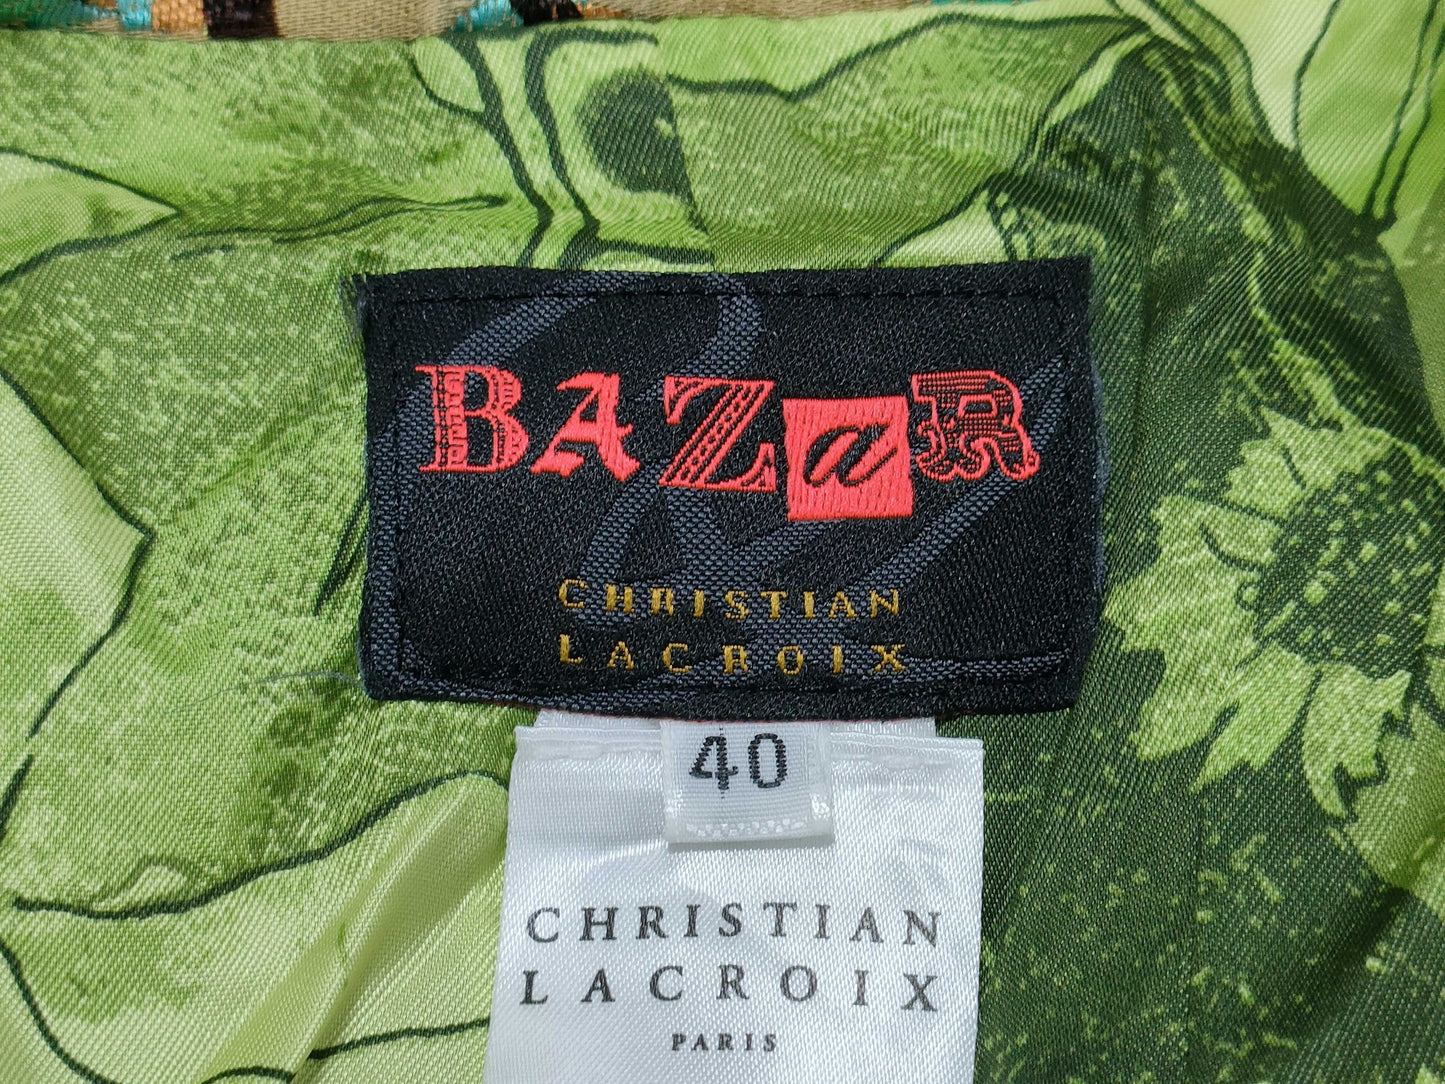 BAZaR
CHRISTIAN
LACROIX
40
CHRISTIAN
LACROIX
PARIS